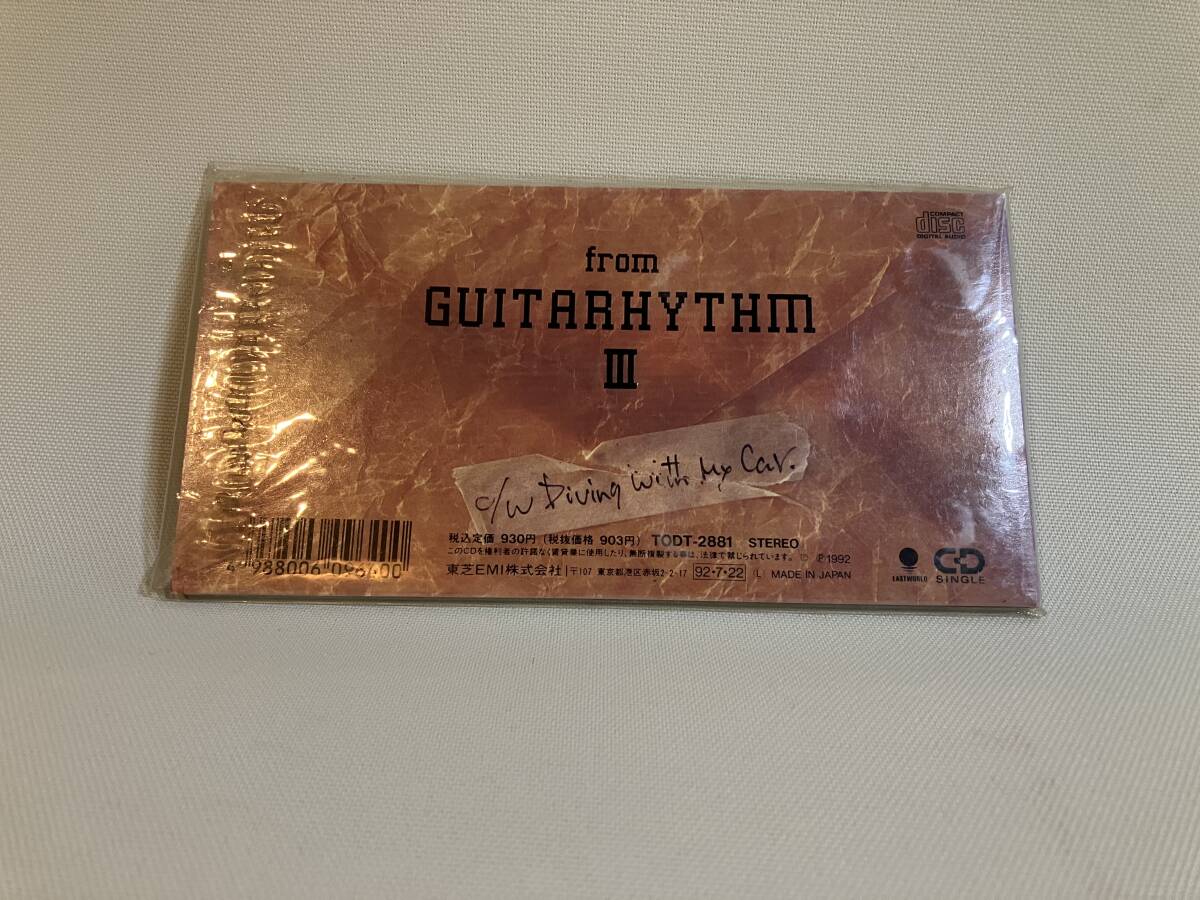 COMPACT
disc
DIGITAL AUDIO
from
GUITARHYTHM
III
c/w Diving with My Car.
税込定価 930円(税抜価格 903円) TODT-2881 STEREO
このCDを権利者の許諾なく賃貸業に使用したり、無断複製する事は、法律で禁じられています。 ℗1992
東芝EMI株式会社 〒107 東京都港区赤坂2-2-17 92・7・22 (L) MADE IN JAPAN
EASTWORLD
CD
SINGLE
4 988006 096400